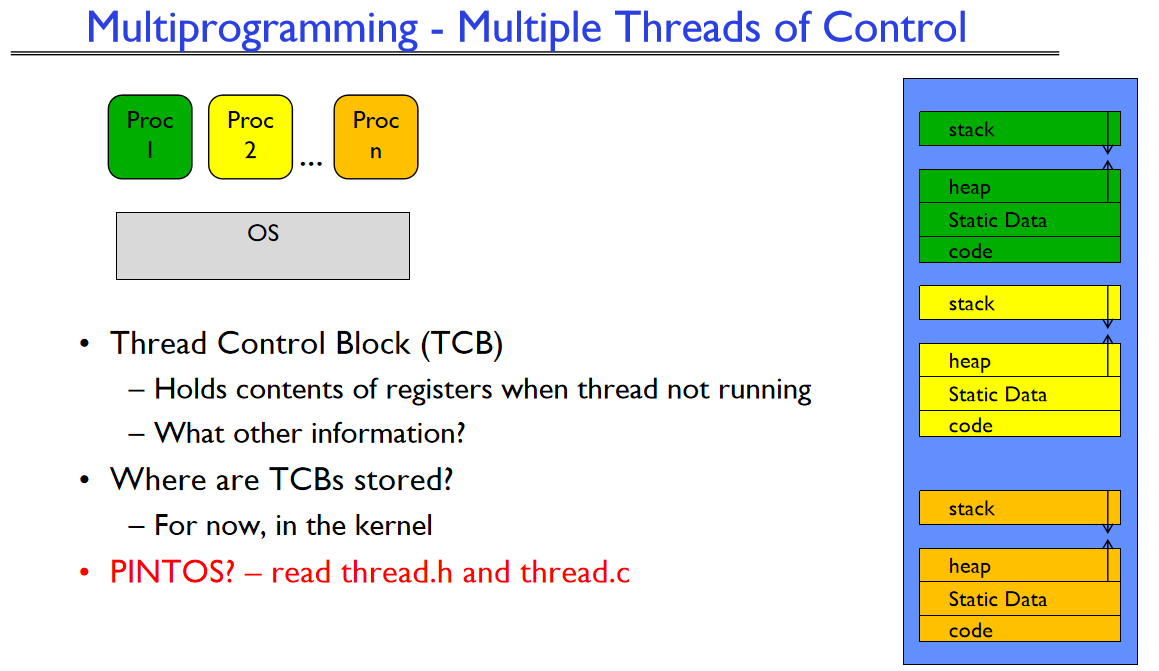 Multiprogramming - Multiple Threads of Control
Proc
1
Proc
2
...
Proc
n
OS
• Thread Control Block (TCB)
– Holds contents of registers when thread not running
– What other information?
• Where are TCBs stored?
– For now, in the kernel
• PINTOS? – read thread.h and thread.c
stack
heap
Static Data
code
stack
heap
Static Data
code
stack
heap
Static Data
code